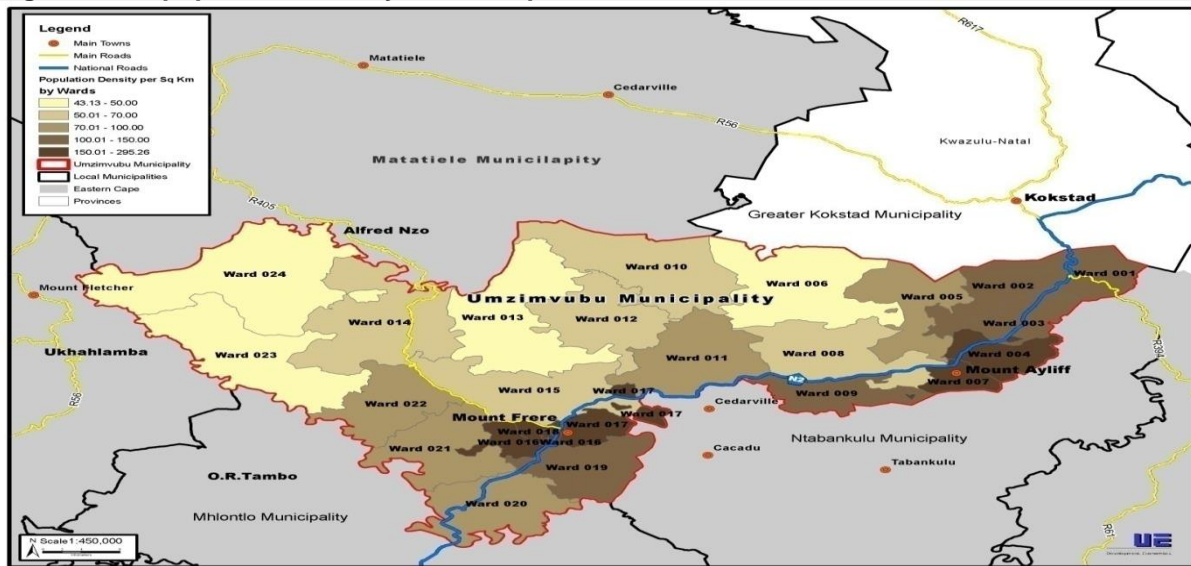 Legend
Main Towns
Main Roads
National Roads
Population Density per Sq Km
by Wards
43.13 - 50.00
50.01 - 70.00
70.01 - 100.00
100.01 - 150.00
150.01 - 295.26
Umzimvubu Municipality
Local Municipalities
Eastern Cape
Provinces
R617
Matatiele
Cedarville
R56
Kwazulu-Natal
Matatiele Municilapity
Kokstad
R405
Greater Kokstad Municipality
Alfred Nzo
Ward 024
Ward 010
Ward 001
Ward 006
Ward 002
Mount Fletcher
Umzimvubu Municipality
Ward 005
Ward 013
Ward 012
Ward 014
Ward 003
Ukhahlamba
Ward 023
Ward 011
Ward 008
Ward 004
R394
Mount Ayliff
N2
Ward 007
R56
Ward 015
Ward 017
Ward 009
Ward 022
Cedarville
Mount Frere
Ward 017
Ward 017
Ward 018
Ward 016
Ward 016
Ward 021
Ntabankulu Municipality
Cacadu
Ward 019
Tabankulu
O.R.Tambo
Ward 020
Mhlontlo Municipality
R61
N
Scale1:450,000
UE